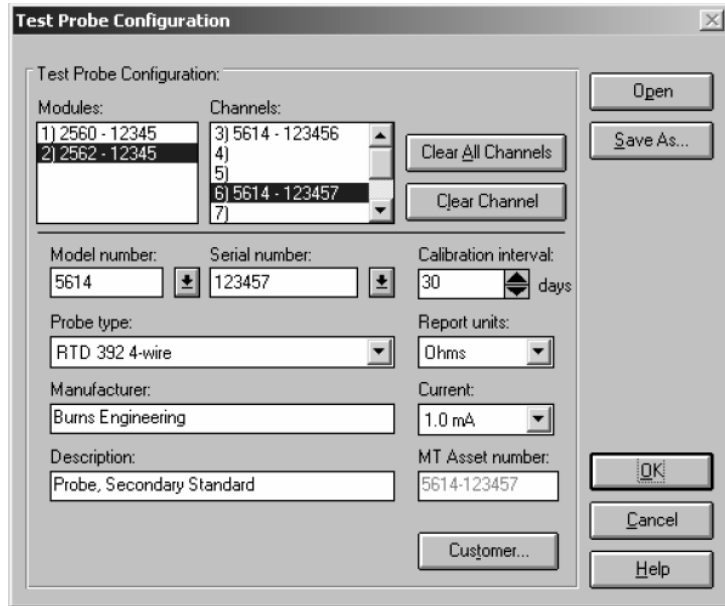 Test Probe Configuration
Test Probe Configuration:
Modules:
Channels:
1) 2560 - 12345
2) 2562 - 12345
3) 5614 - 123456
4)
5)
6) 5614 - 123457
7)
Clear All Channels
Clear Channel
Open
Save As...
Model number:
Serial number:
Calibration interval:
5614
123457
30
days
Probe type:
Report units:
RTD 392 4-wire
Ohms
Manufacturer:
Current:
Burns Engineering
1.0 mA
Description:
MT Asset number:
Probe, Secondary Standard
5614-123457
Customer...
OK
Cancel
Help